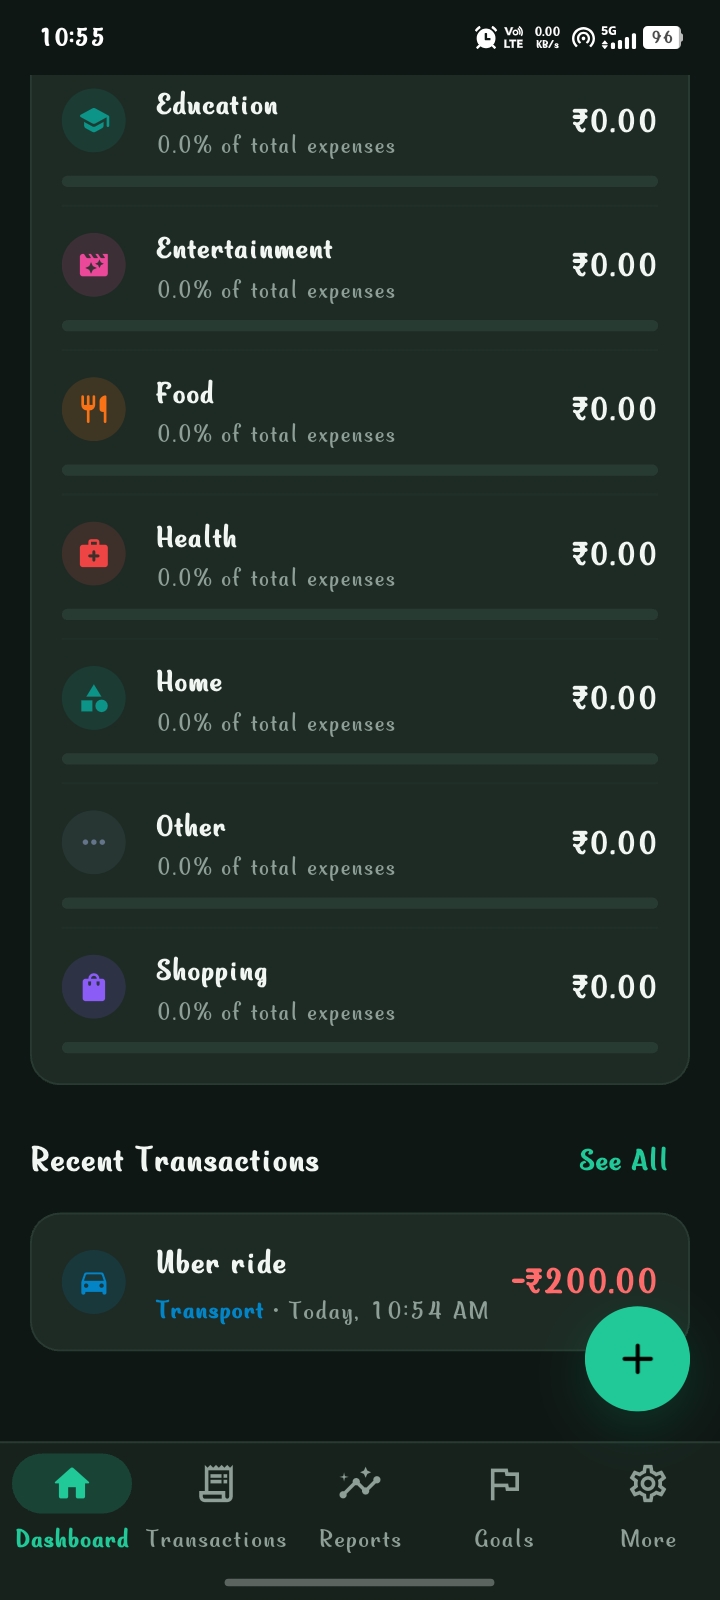 10:55
Vo)) LTE
0.00 KB/s
5G
96
Education
₹0.00
0.0% of total expenses
Entertainment
₹0.00
0.0% of total expenses
Food
₹0.00
0.0% of total expenses
Health
₹0.00
0.0% of total expenses
Home
₹0.00
0.0% of total expenses
Other
₹0.00
0.0% of total expenses
Shopping
₹0.00
0.0% of total expenses
Recent Transactions
See All
Uber ride
-₹200.00
Transport · Today, 10:54 AM
Dashboard
Transactions
Reports
Goals
More